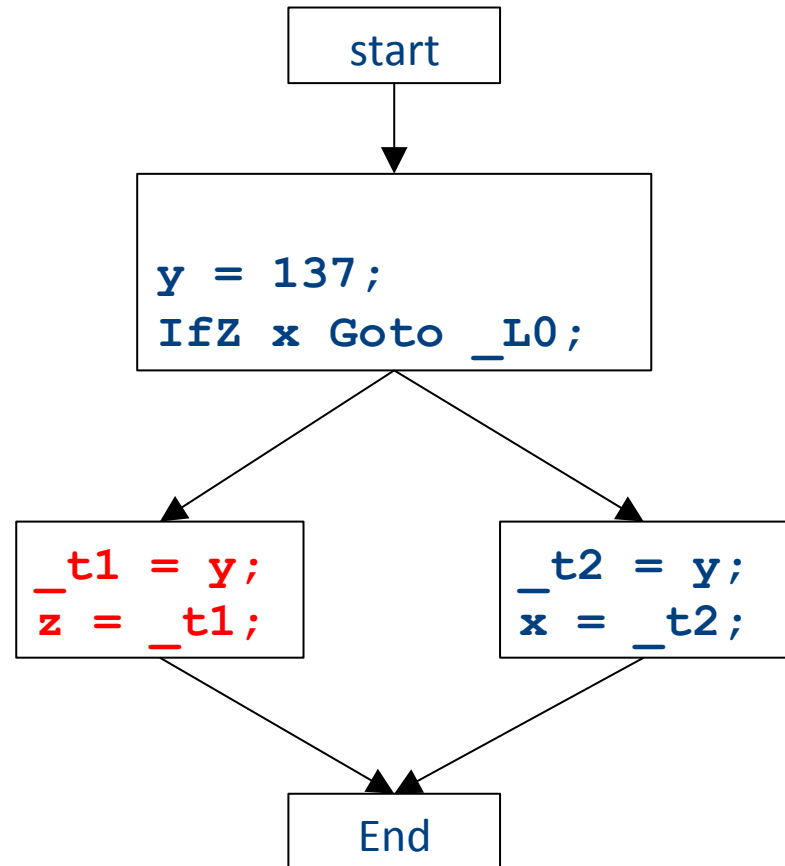 start
y = 137;
IfZ x Goto _L0;
_t1 = y;
z = _t1;
_t2 = y;
x = _t2;
End